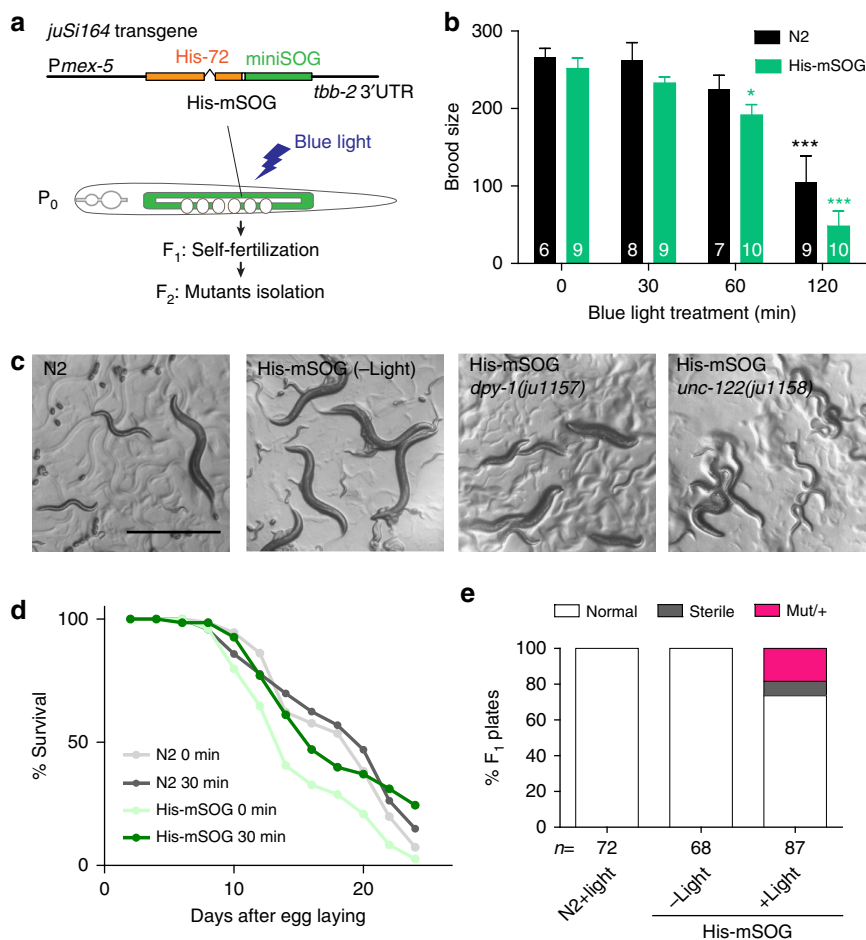 a
juSi164 transgene
His-72 miniSOG
Pmex-5
tbb-2 3′UTR
His-mSOG
Blue light
P0
F1: Self-fertilization
F2: Mutants isolation
b
N2
His-mSOG
Brood size
300
200
100
0
*
***
***
6 9 8 9 7 10 9 10
0 30 60 120
Blue light treatment (min)
c
N2
His-mSOG (–Light)
His-mSOG
dpy-1(ju1157)
His-mSOG
unc-122(ju1158)
d
% Survival
100
50
0
N2 0 min
N2 30 min
His-mSOG 0 min
His-mSOG 30 min
0 10 20
Days after egg laying
e
Normal Sterile Mut/+
% F1 plates
100
80
60
40
20
0
n= 72 68 87
N2+light
–Light
+Light
His-mSOG